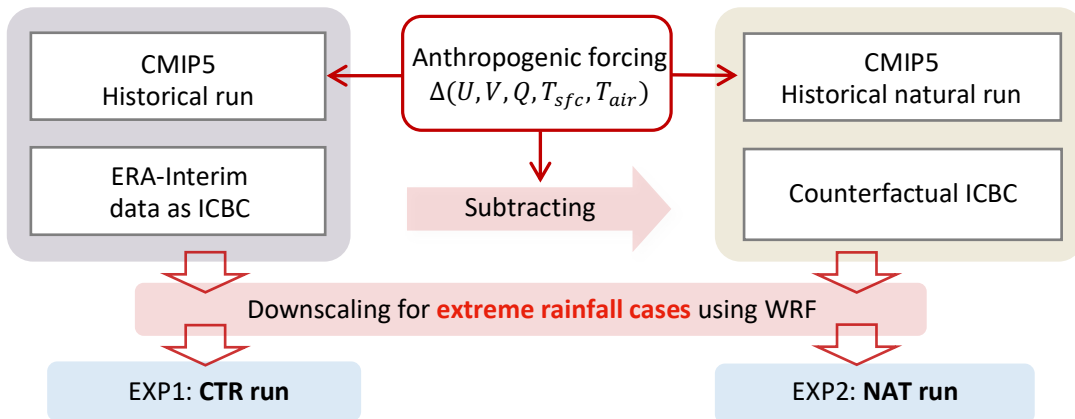 CMIP5
Historical run
Anthropogenic forcing
Δ(U, V, Q, T_sfc, T_air)
CMIP5
Historical natural run
ERA-Interim
data as ICBC
Subtracting
Counterfactual ICBC
Downscaling for extreme rainfall cases using WRF
EXP1: CTR run
EXP2: NAT run